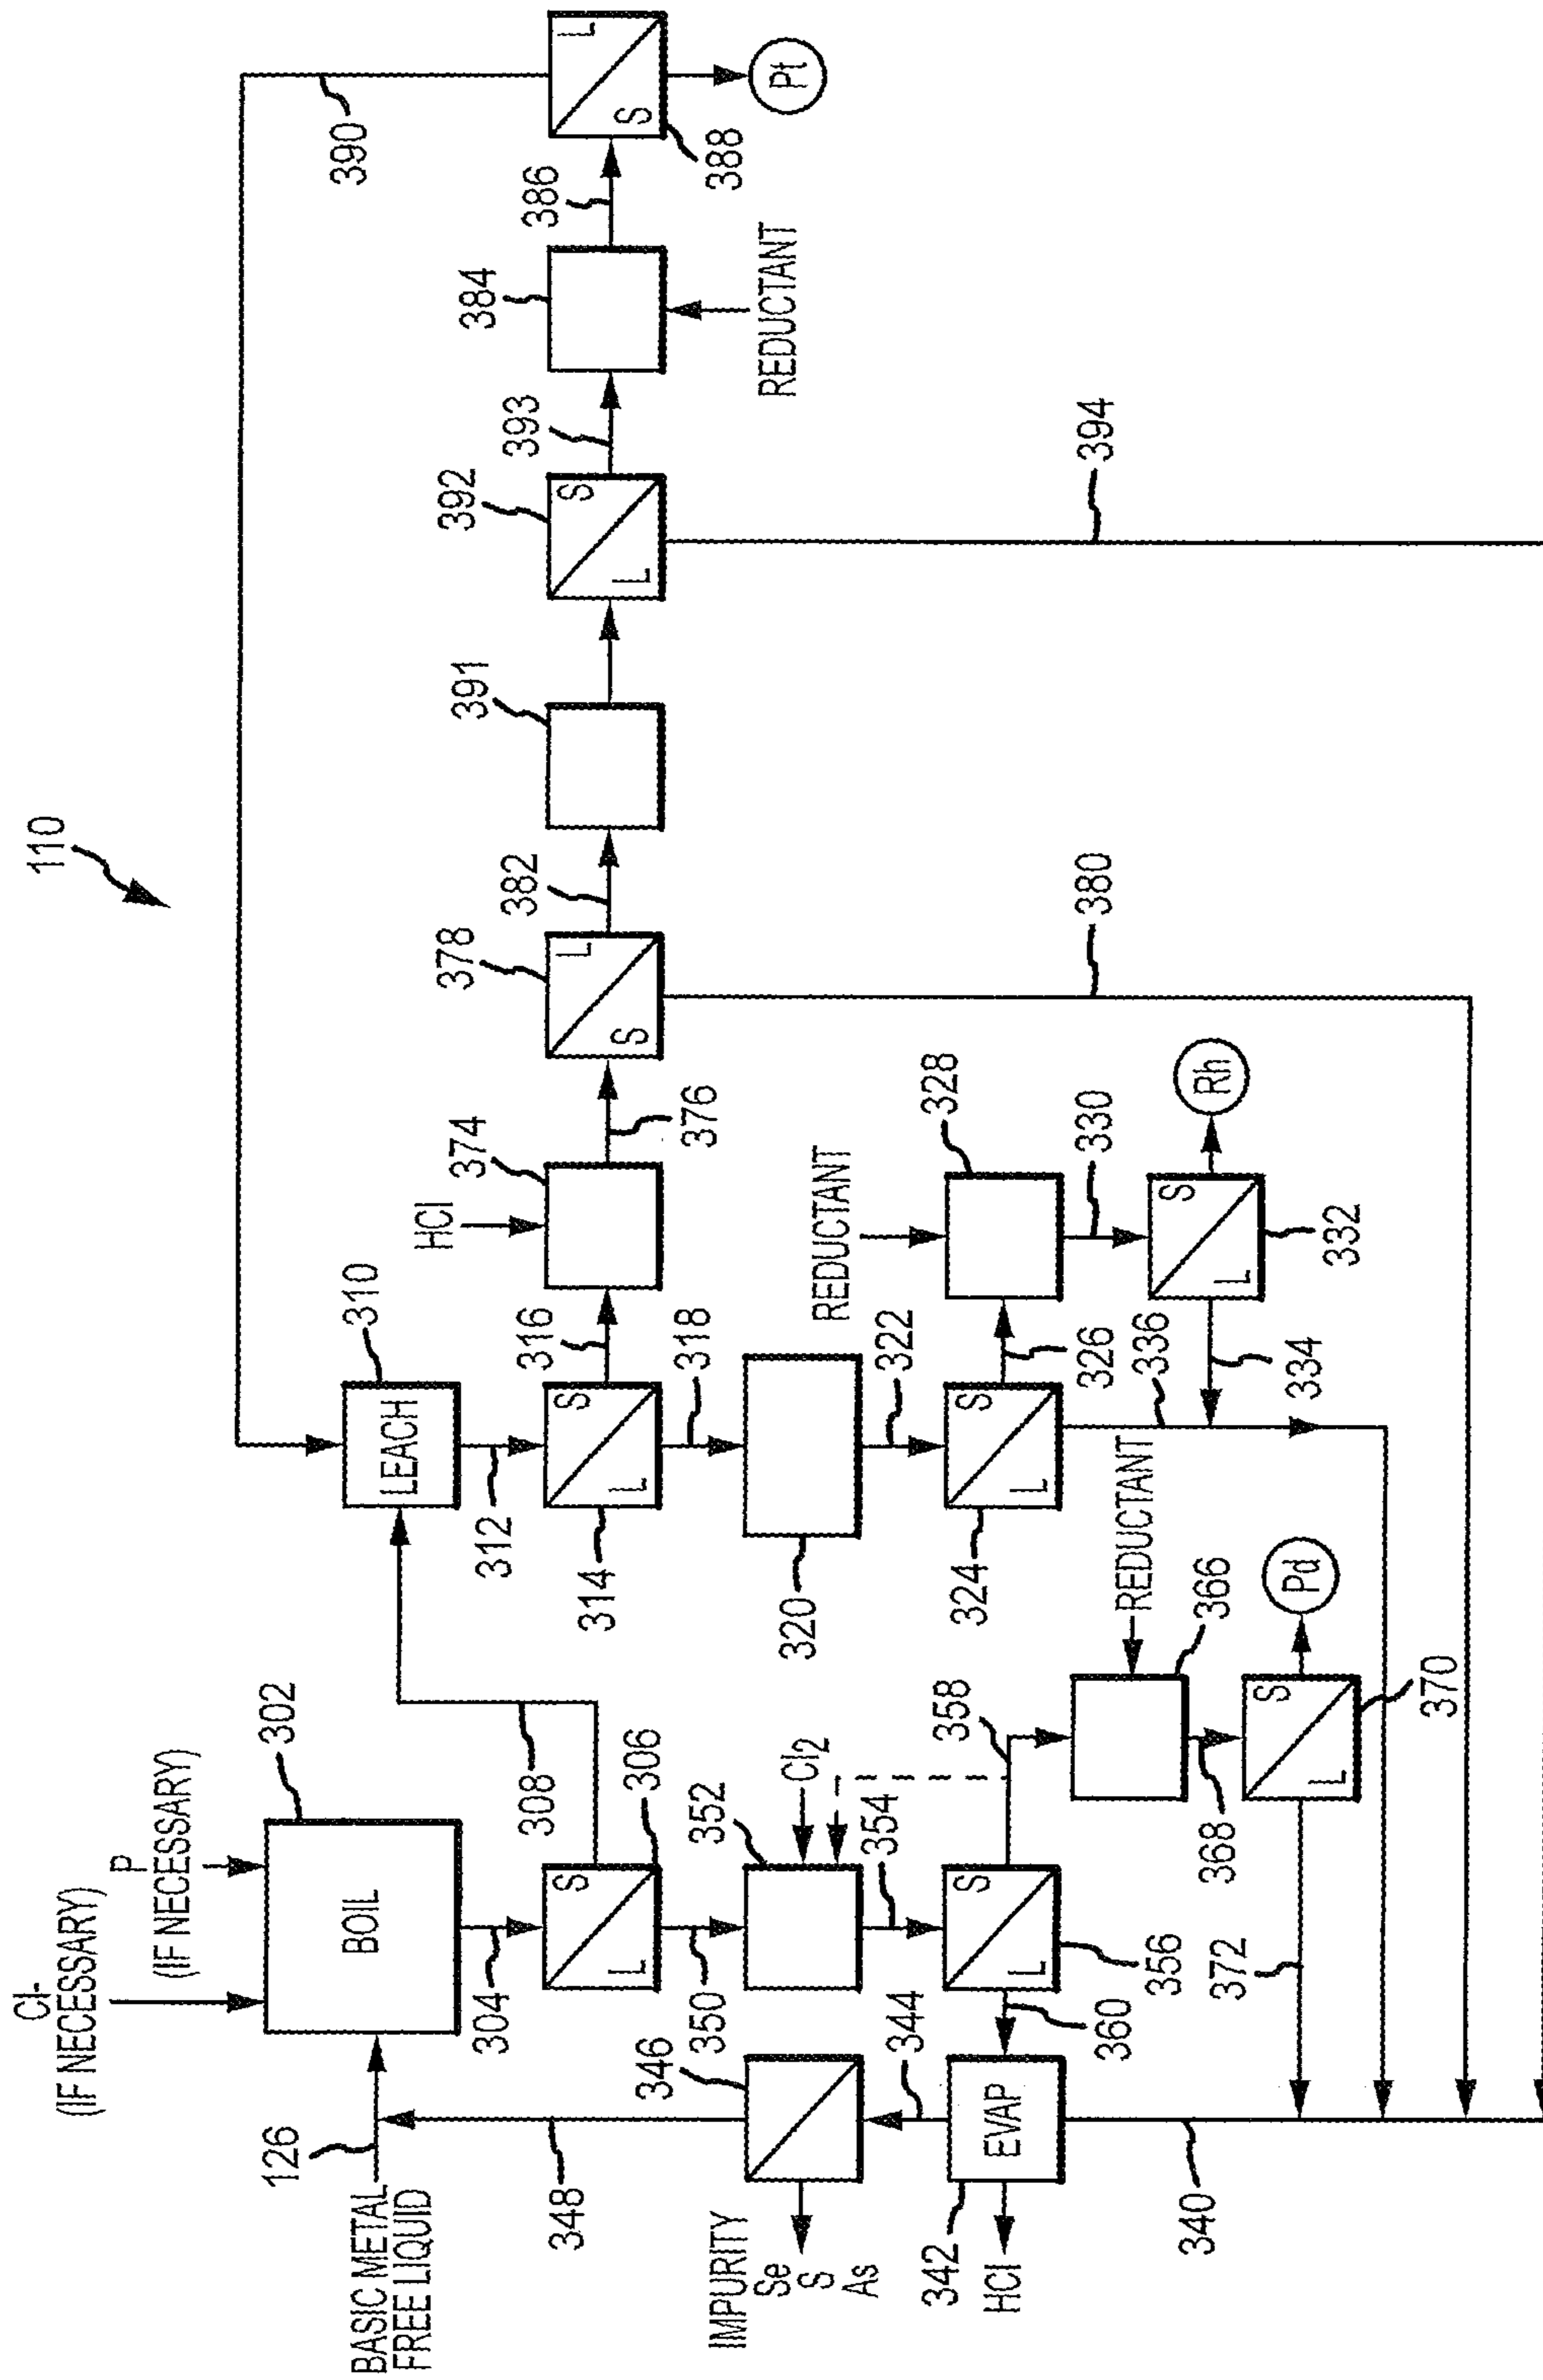 110
Cl-
(IF NECESSARY)
P
(IF NECESSARY)
302
BOIL
126
BASIC METAL
FREE LIQUID
304
306
S
L
308
310
LEACH
312
314
S
L
316
318
HCl
374
376
378
L
S
382
380
391
392
S
L
393
394
384
REDUCTANT
386
388
L
S
390
Pt
320
322
324
S
L
326
REDUCTANT
328
330
332
S
L
Rh
334
336
350
352
Cl2
354
356
S
L
358
360
REDUCTANT
366
368
370
S
L
Pd
372
348
346
IMPURITY
Se
S
As
344
342
EVAP
HCl
340